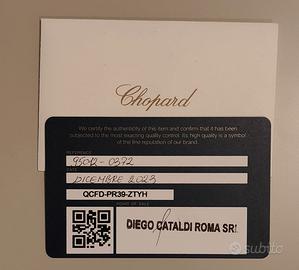 Chopard
We certify the authenticity of this item and confirm that it has been
subjected to the most exacting quality control. Its high quality is a symbol
of the fine reputation of our brand.
REFERENCE
95012-0372
DATE
DICEMBRE 2023
QCFD-PR39-ZTYH
POINT OF SALE
DIEGO CATALDI ROMA SRL
subito